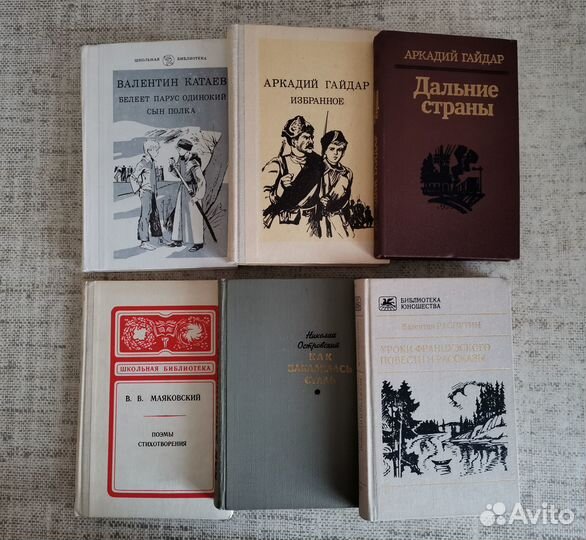 ШКОЛЬНАЯ БИБЛИОТЕКА
ВАЛЕНТИН КАТАЕВ
БЕЛЕЕТ ПАРУС ОДИНОКИЙ
СЫН ПОЛКА
АРКАДИЙ ГАЙДАР
ИЗБРАННОЕ
АРКАДИЙ ГАЙДАР
Дальние
страны
ШКОЛЬНАЯ БИБЛИОТЕКА
В. В. МАЯКОВСКИЙ
ПОЭМЫ
СТИХОТВОРЕНИЯ
Николай
Островский
КАК
ЗАКАЛЯЛАСЬ
СТАЛЬ
БИБЛИОТЕКА
ЮНОШЕСТВА
Валентин РАСПУТИН
УРОКИ ФРАНЦУЗСКОГО
ПОВЕСТИ И РАССКАЗЫ
Avito